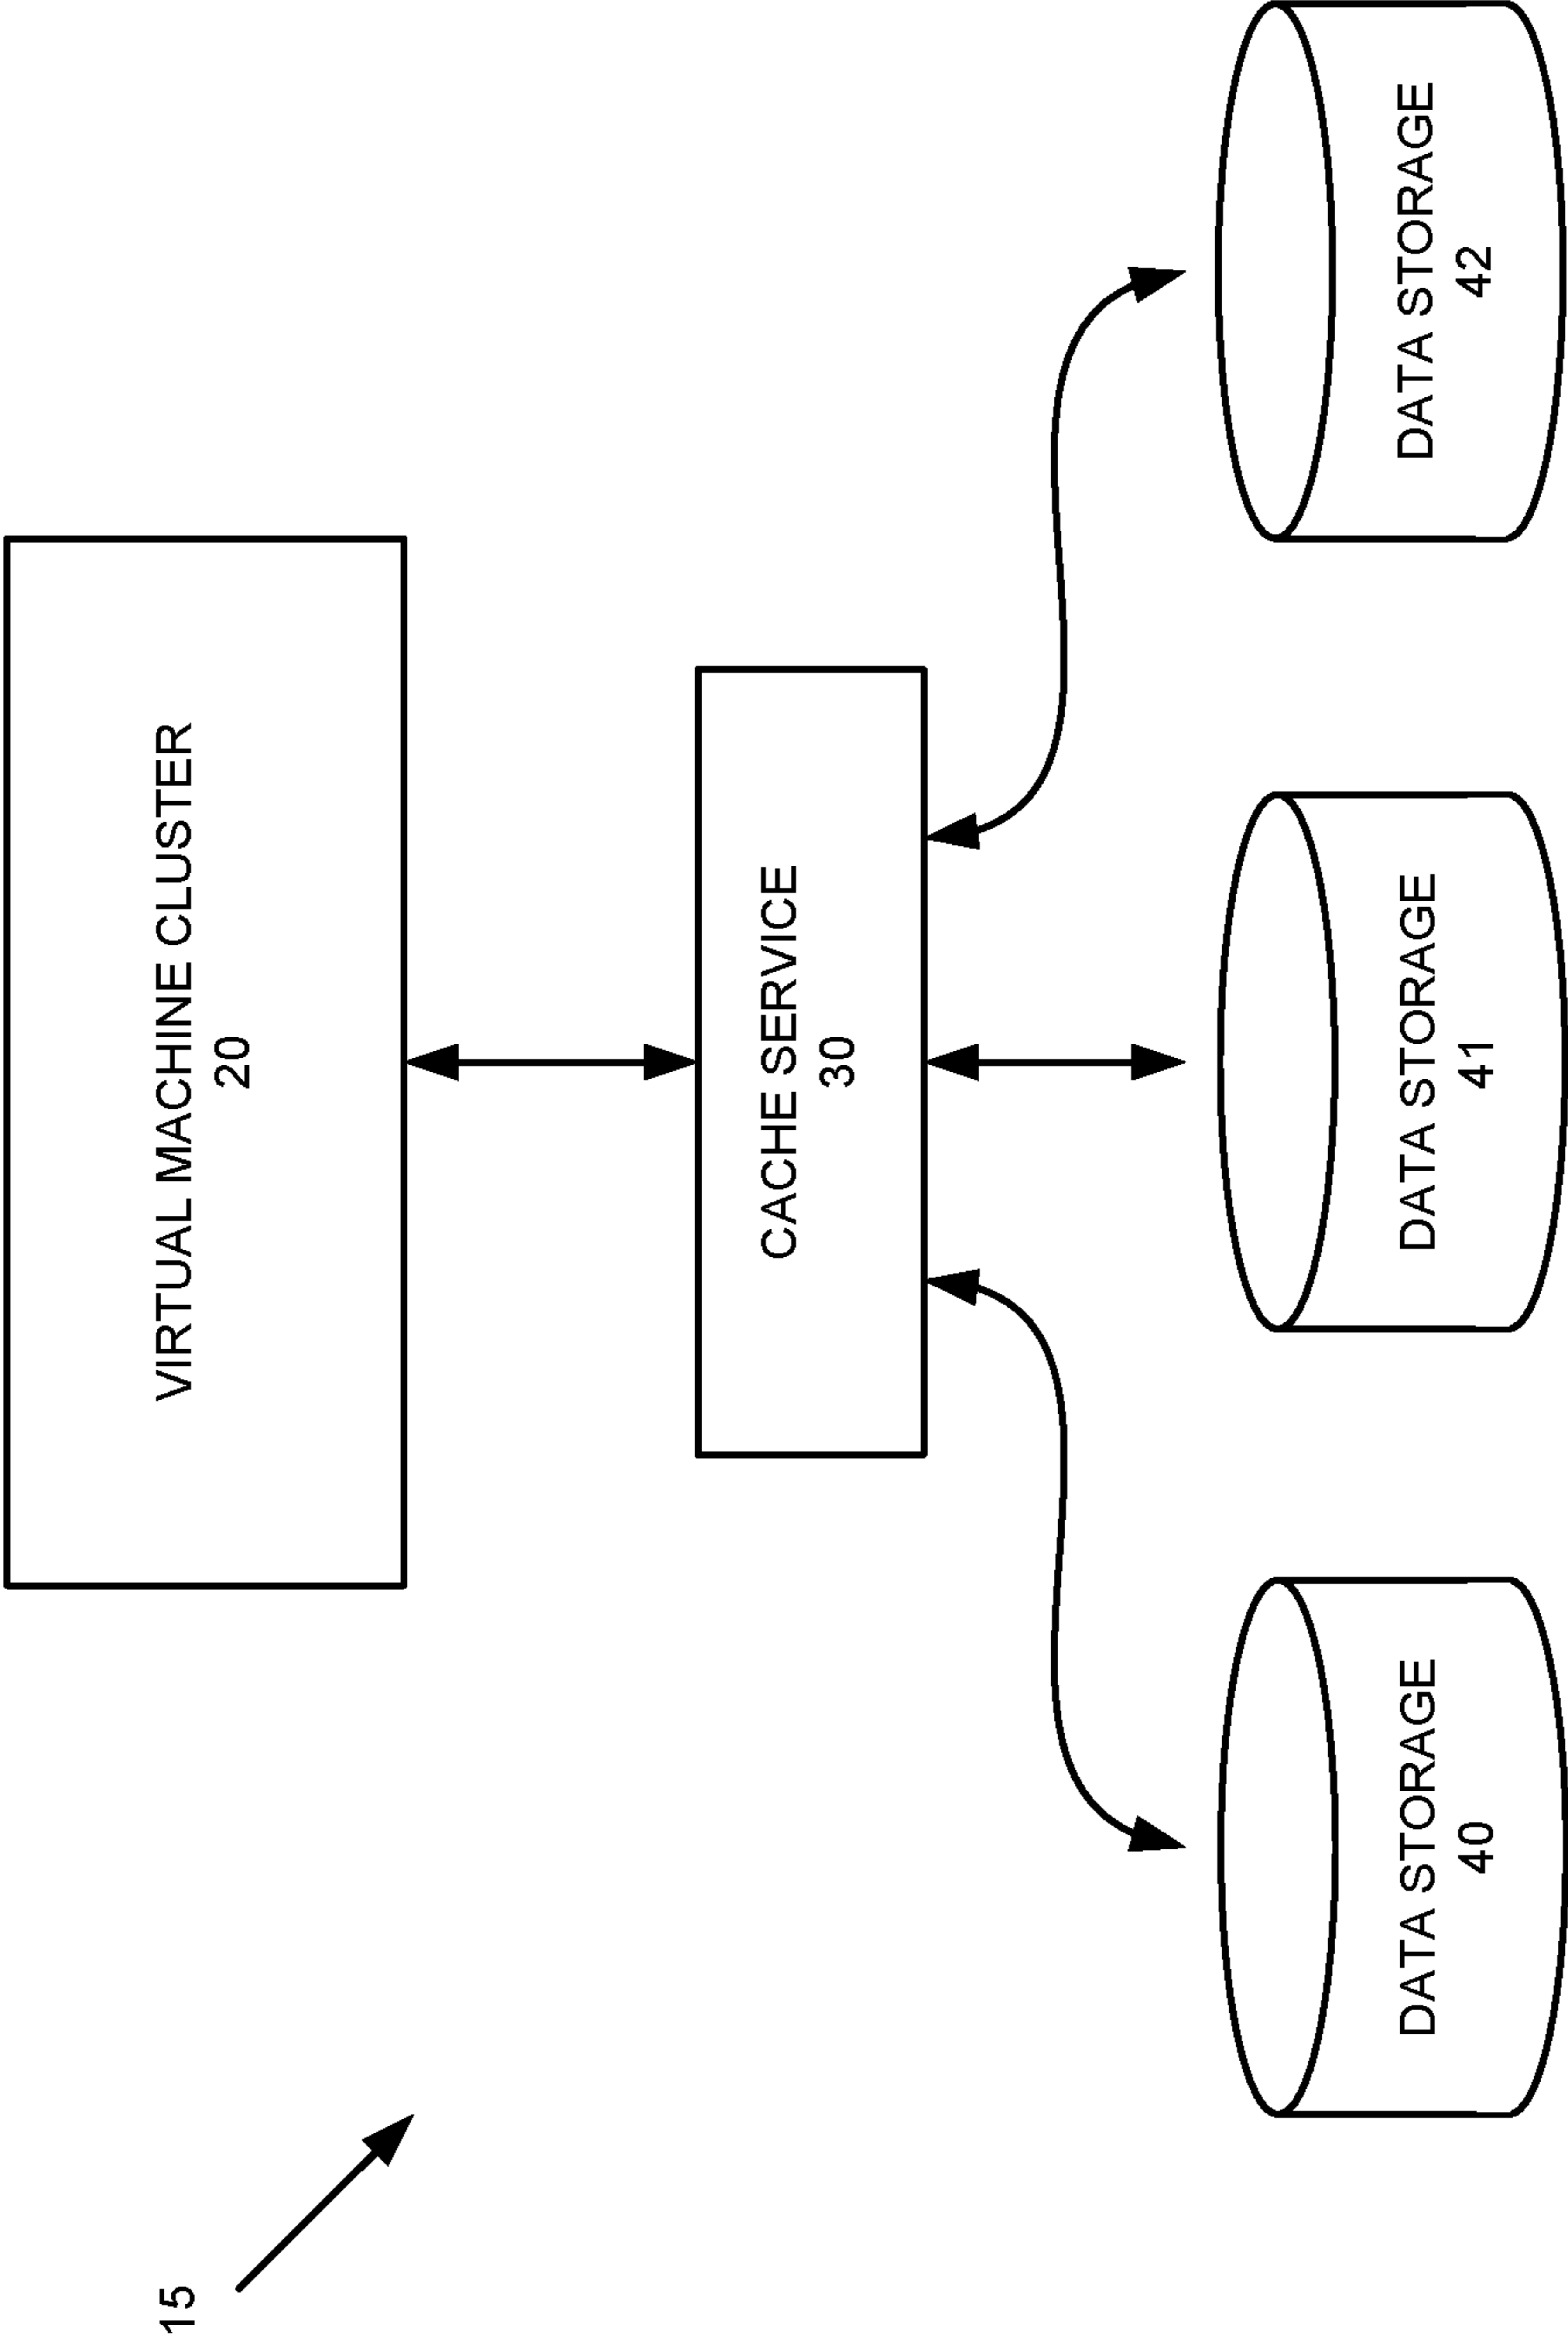 15
VIRTUAL MACHINE CLUSTER
20
CACHE SERVICE
30
DATA STORAGE
40
DATA STORAGE
41
DATA STORAGE
42